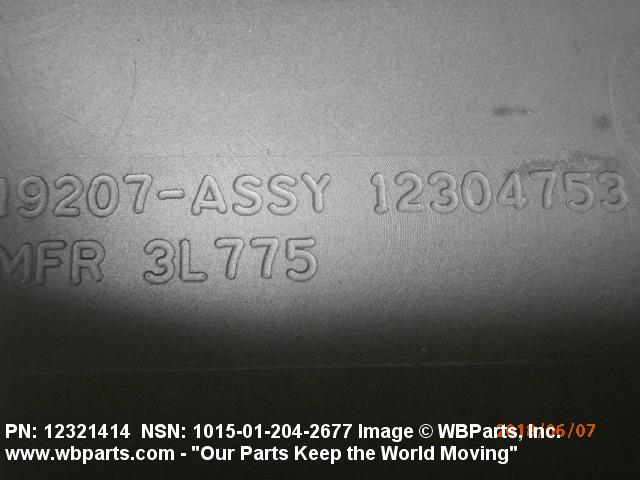 19207-ASSY 12304753
MFR 3L775
PN: 12321414 NSN: 1015-01-204-2677 Image © WBParts, Inc.
www.wbparts.com - "Our Parts Keep the World Moving"